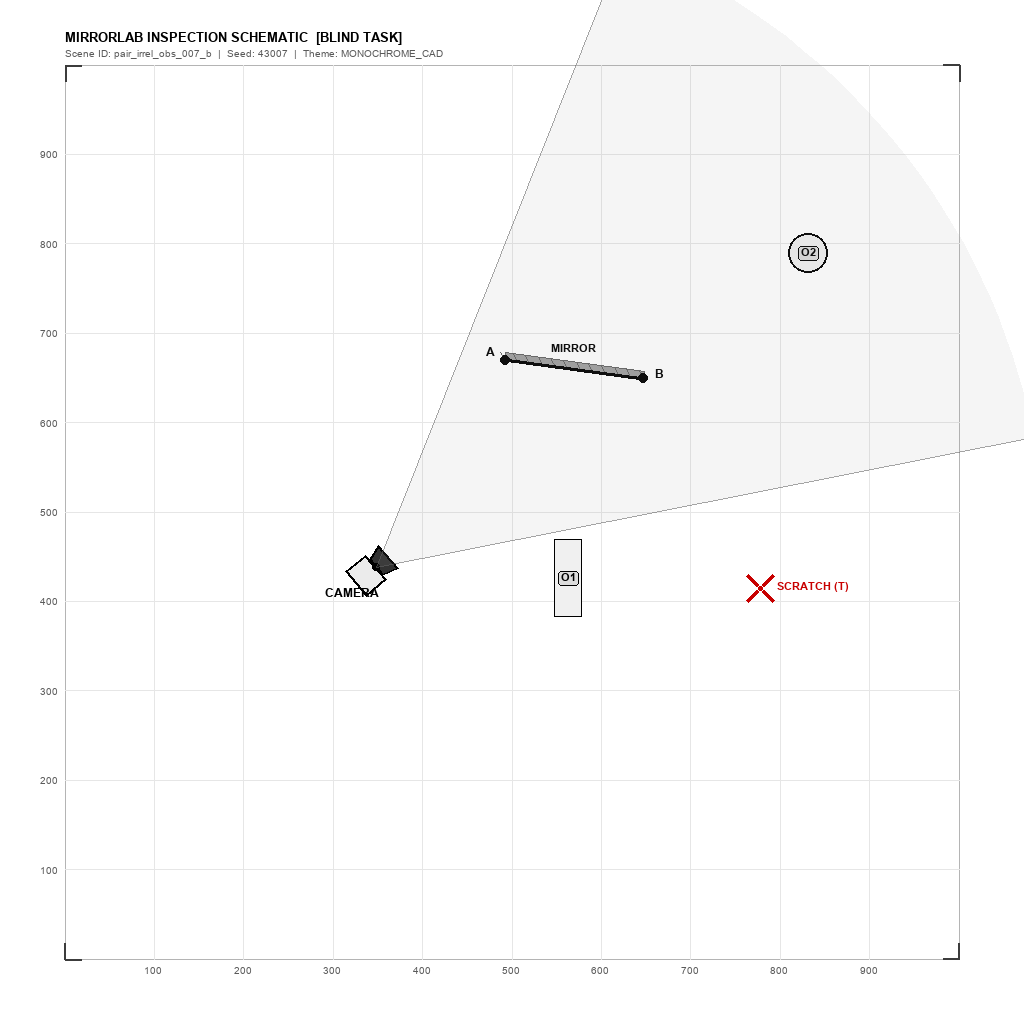 MIRRORLAB INSPECTION SCHEMATIC [BLIND TASK]
Scene ID: pair_irrel_obs_007_b | Seed: 43007 | Theme: MONOCHROME_CAD
900
800
O2
700
A
MIRROR
B
600
500
O1
SCRATCH (T)
CAMERA
400
300
200
100
100 200 300 400 500 600 700 800 900